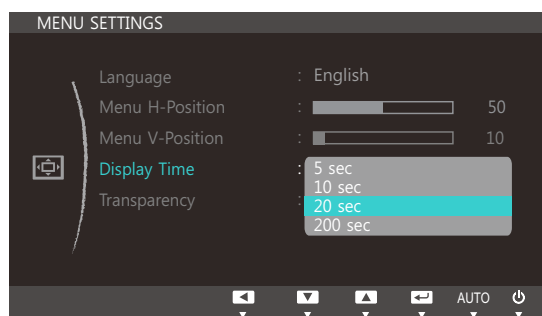 MENU SETTINGS
Language : English
Menu H-Position : 50
Menu V-Position : 10
Display Time : 5 sec
10 sec
20 sec
Transparency :
200 sec
AUTO